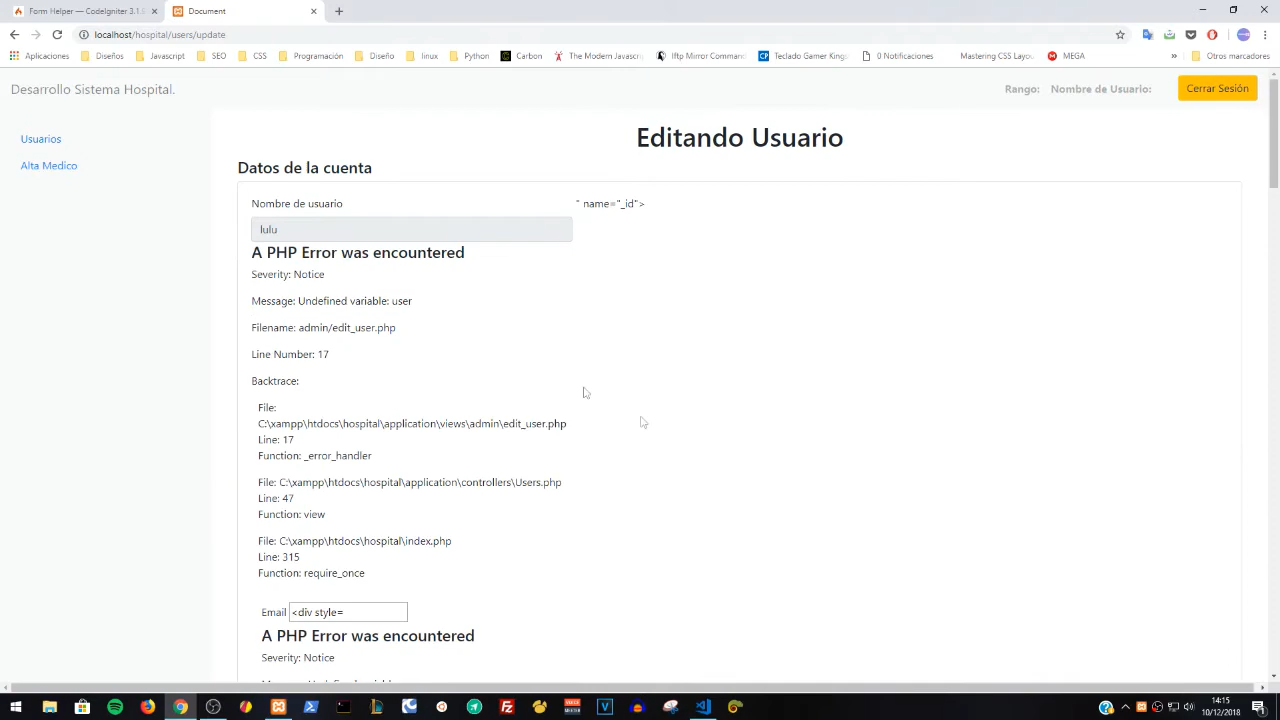 Form Helper — CodeIgniter 3.1.
Document
localhost/hospital/users/update
Aplicaciones
Diseños
Javascript
SEO
CSS
Programación
Diseño
linux
Python
Carbon
The Modern Javascri
lftp Mirror Comman
CP
Teclado Gamer King
0 Notificaciones
Mastering CSS Layou
MEGA
»
Otros marcadores
Desarrollo Sistema Hospital.
Rango:
Nombre de Usuario:
Cerrar Sesión
Usuarios
Alta Medico
Editando Usuario
Datos de la cuenta
Nombre de usuario
" name="_id">
lulu
A PHP Error was encountered
Severity: Notice
Message: Undefined variable: user
Filename: admin/edit_user.php
Line Number: 17
Backtrace:
File:
C:\xampp\htdocs\hospital\application\views\admin\edit_user.php
Line: 17
Function: _error_handler
File: C:\xampp\htdocs\hospital\application\controllers\Users.php
Line: 47
Function: view
File: C:\xampp\htdocs\hospital\index.php
Line: 315
Function: require_once
Email <div style=
A PHP Error was encountered
Severity: Notice
14:15
10/12/2018